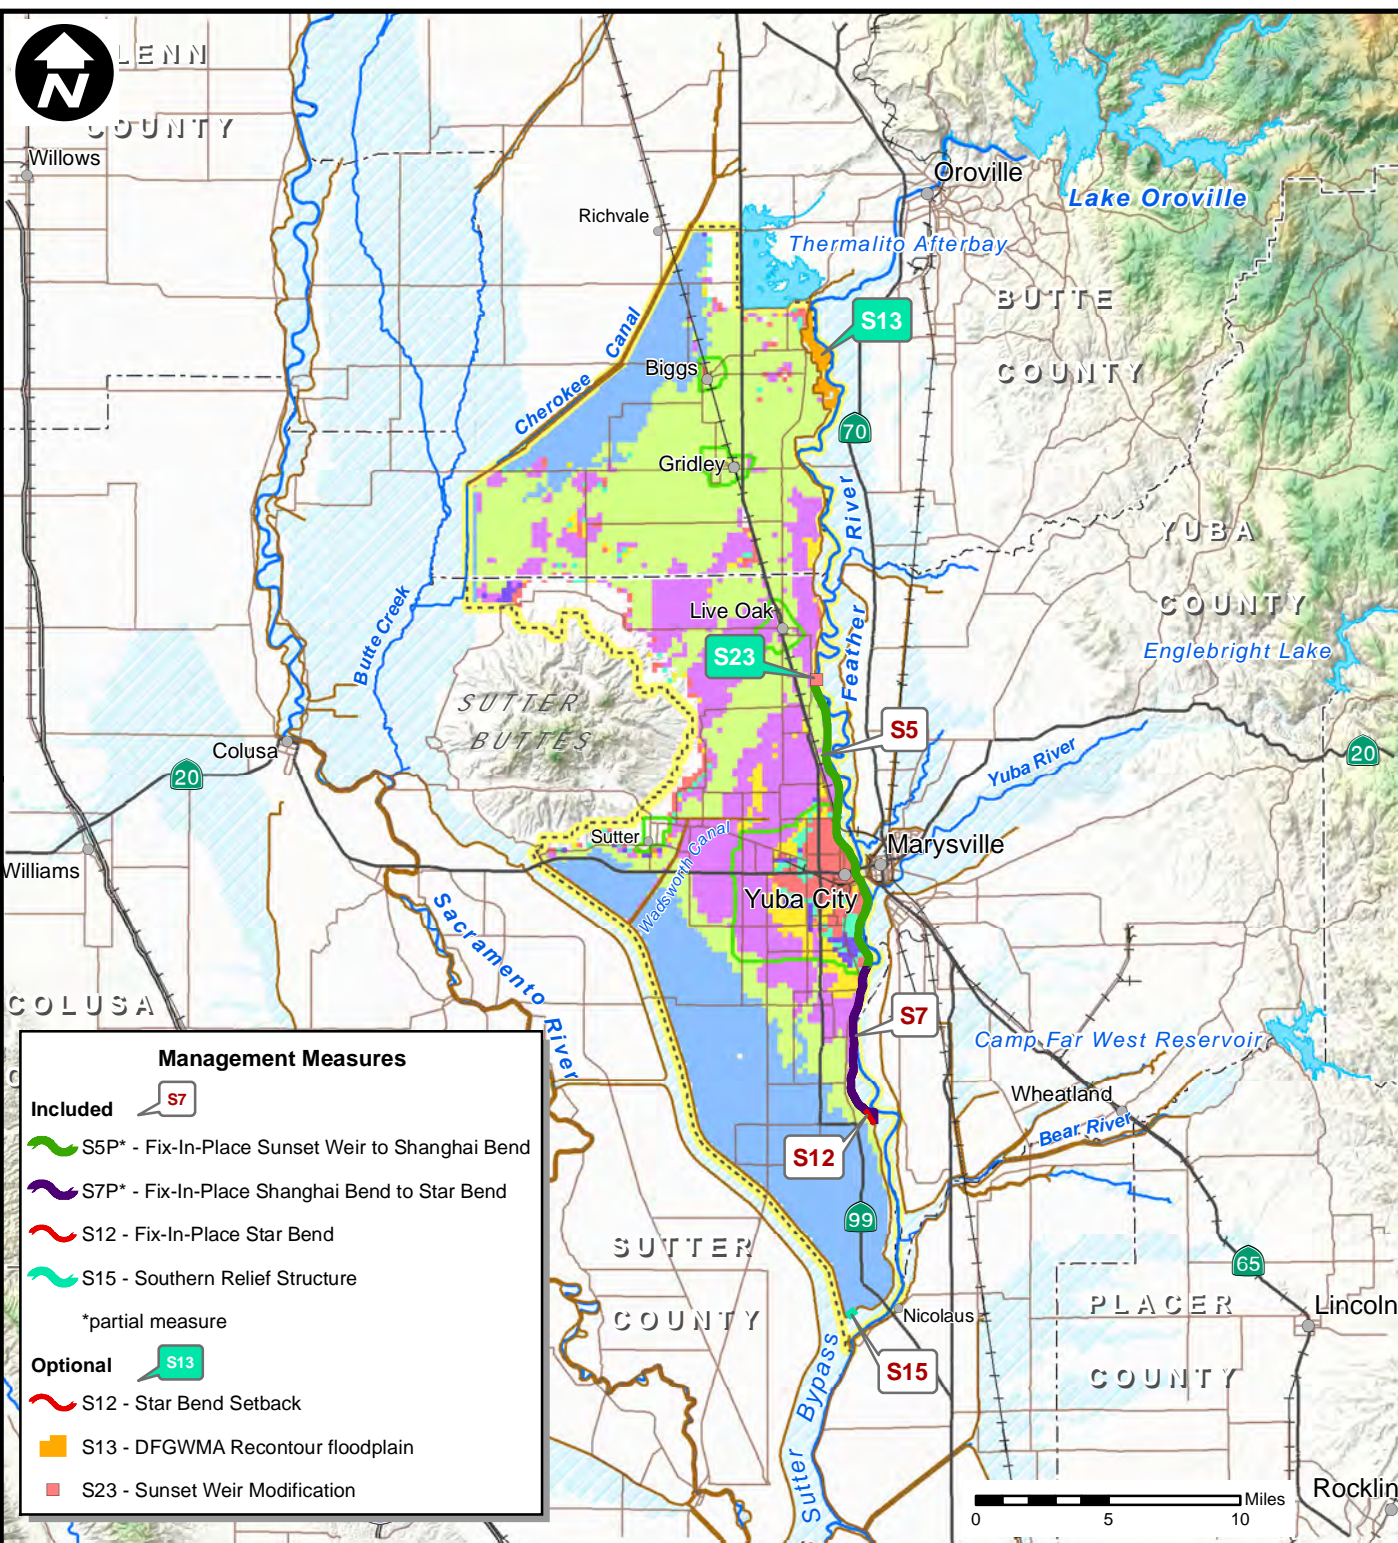 N
LENN
COUNTY
Willows
Oroville
Lake Oroville
Richvale
Thermalito Afterbay
BUTTE
COUNTY
S13
Cherokee Canal
Biggs
70
Gridley
Feather River
YUBA
COUNTY
Butte Creek
Live Oak
S23
Englebright Lake
SUTTER
BUTTES
S5
Colusa
20
Yuba River
20
Sutter
Wadsworth Canal
Marysville
Williams
Yuba City
Sacramento River
COLUSA
C
S7
Camp Far West Reservoir
Wheatland
Bear River
S12
99
SUTTER
COUNTY
65
PLACER
COUNTY
Lincoln
Nicolaus
S15
Sutter Bypass
Rocklin
Miles
0 5 10
Management Measures
Included S7
S5P* - Fix-In-Place Sunset Weir to Shanghai Bend
S7P* - Fix-In-Place Shanghai Bend to Star Bend
S12 - Fix-In-Place Star Bend
S15 - Southern Relief Structure
*partial measure
Optional S13
S12 - Star Bend Setback
S13 - DFGWMA Recontour floodplain
S23 - Sunset Weir Modification